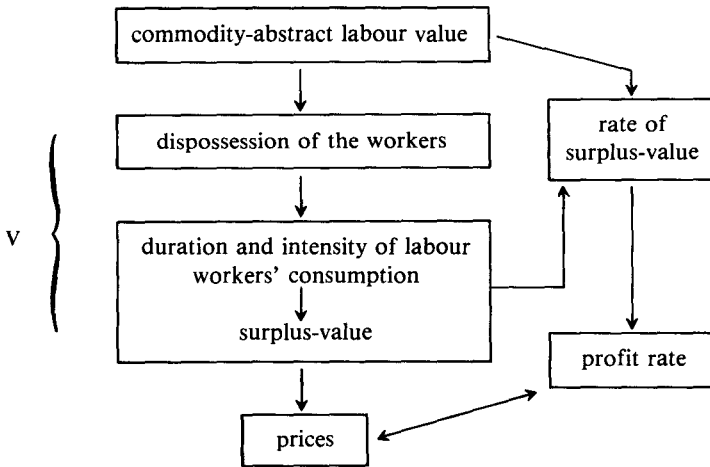 commodity-abstract labour value
dispossession of the workers
rate of
surplus-value
V
duration and intensity of labour
workers' consumption
surplus-value
profit rate
prices